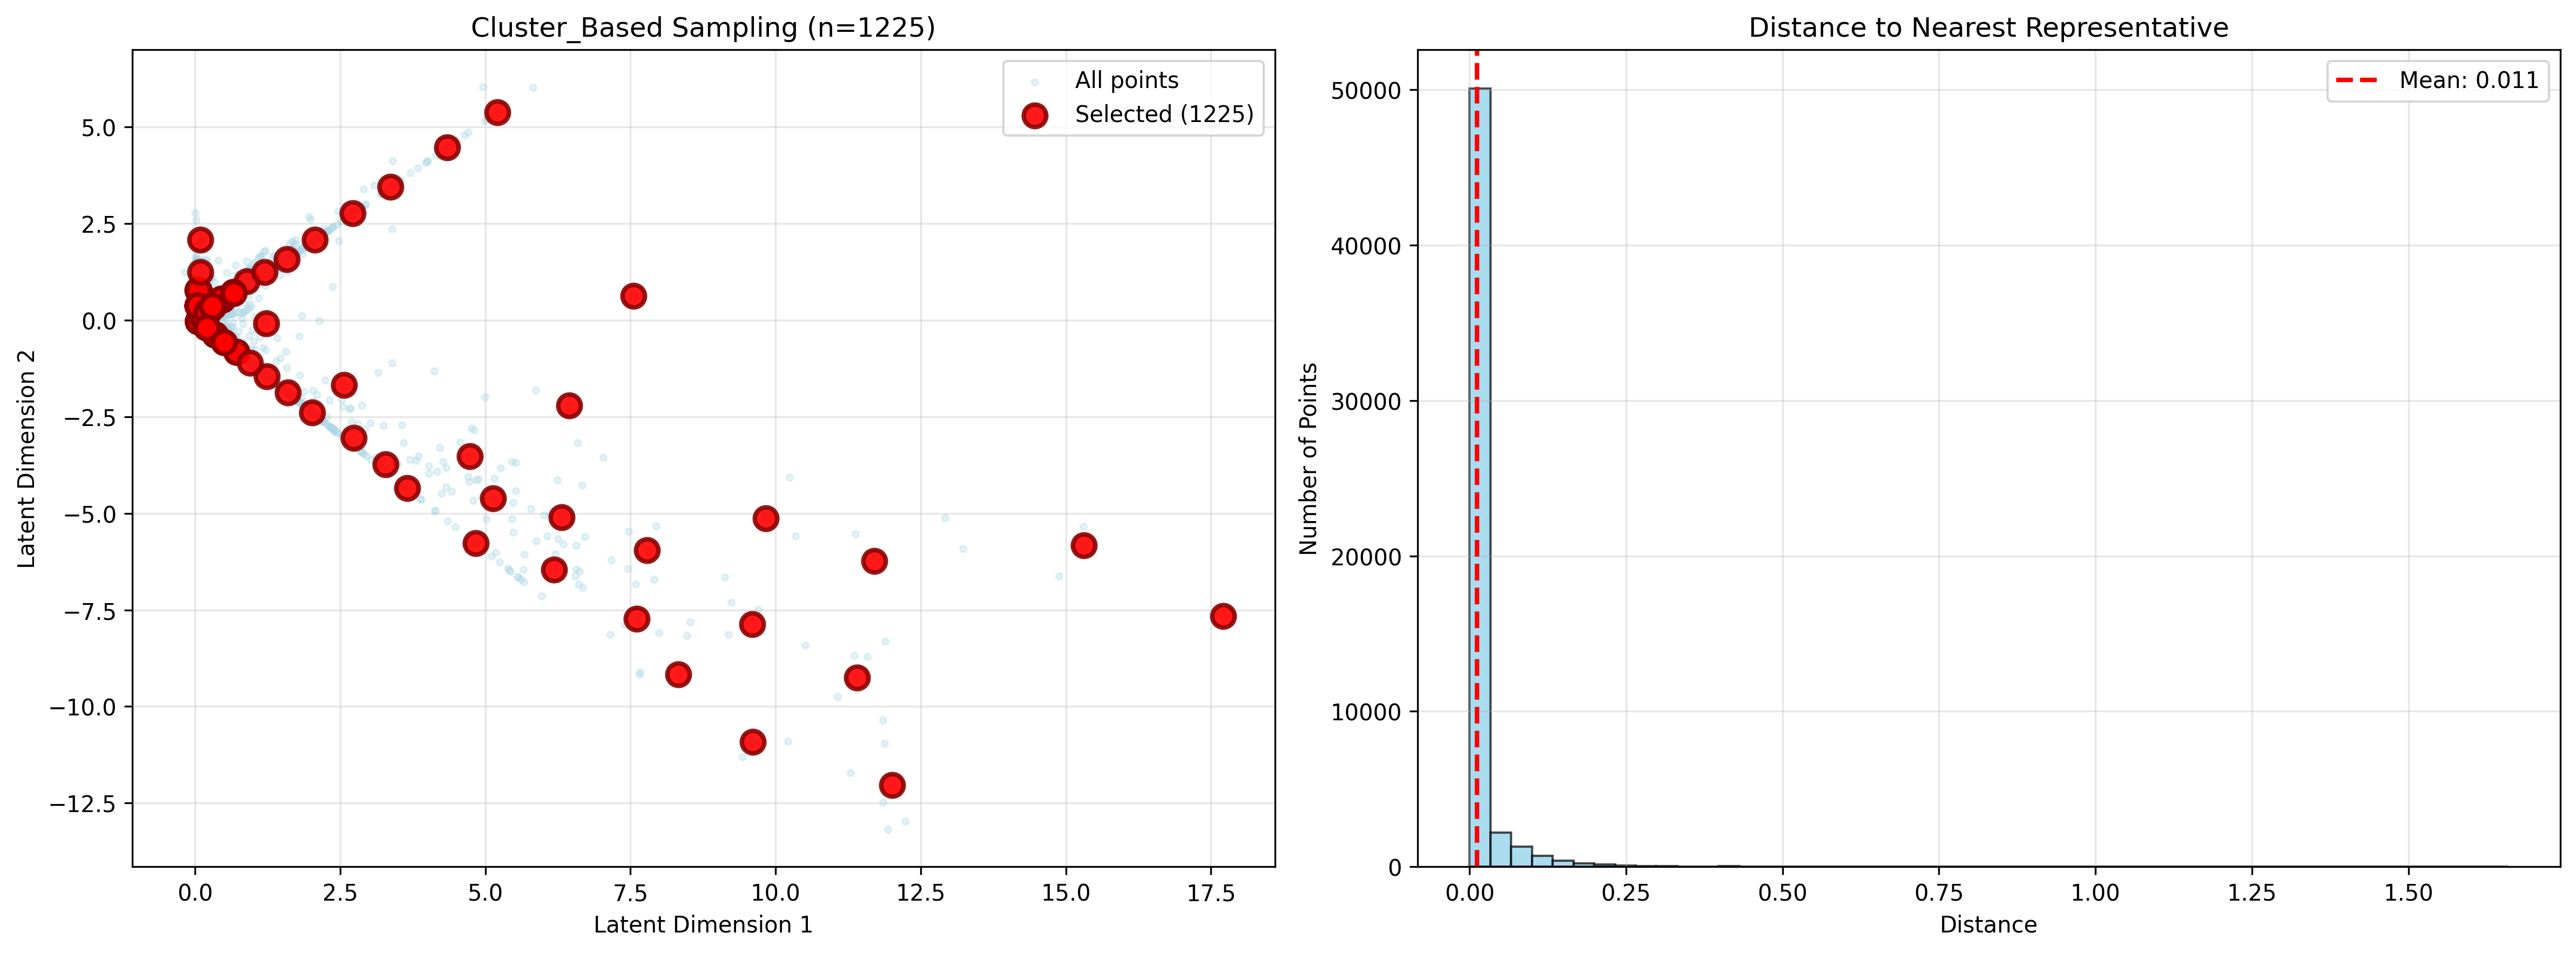 Cluster_Based Sampling (n=1225)
All points
Selected (1225)
5.0
2.5
0.0
−2.5
−5.0
−7.5
−10.0
−12.5
Latent Dimension 2
0.0 2.5 5.0 7.5 10.0 12.5 15.0 17.5
Latent Dimension 1
Distance to Nearest Representative
Mean: 0.011
50000
40000
30000
20000
10000
0
Number of Points
0.00 0.25 0.50 0.75 1.00 1.25 1.50
Distance